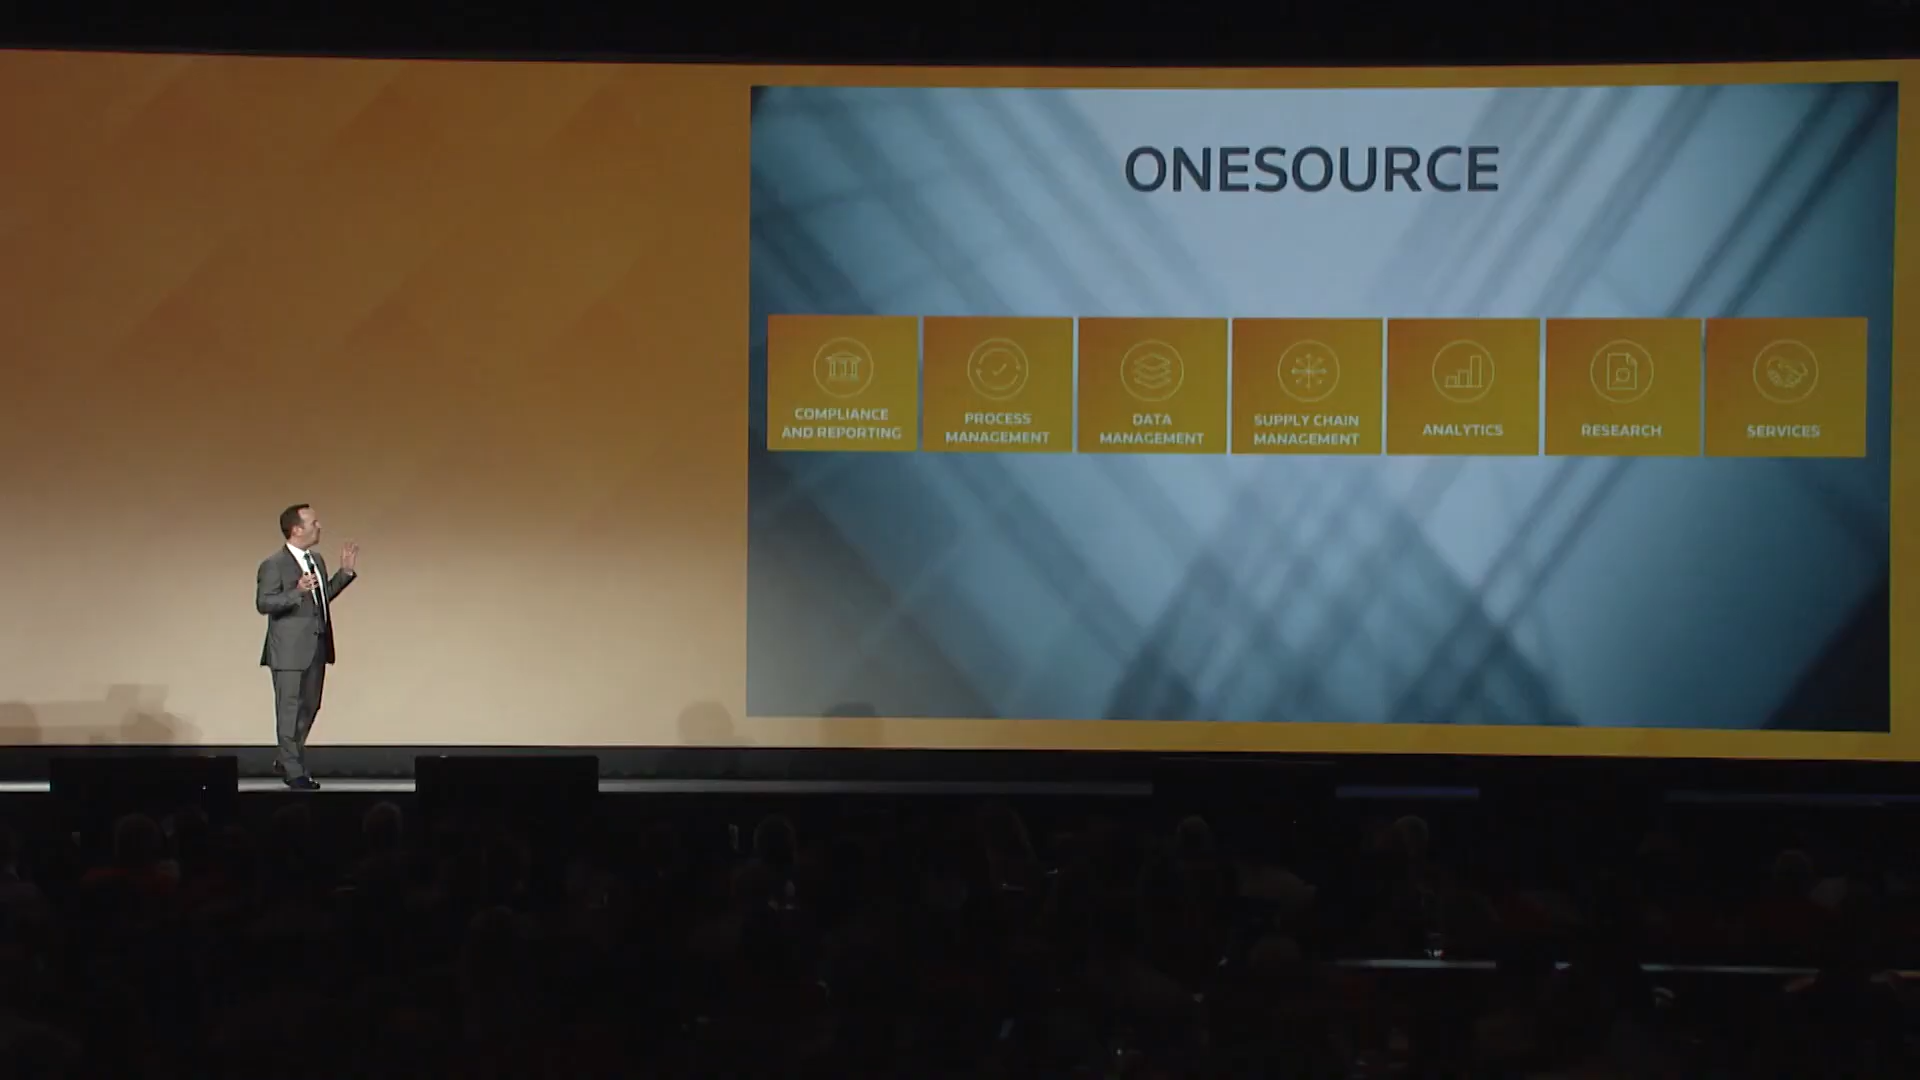 ONESOURCE
COMPLIANCE
AND REPORTING
PROCESS
MANAGEMENT
DATA
MANAGEMENT
SUPPLY CHAIN
MANAGEMENT
ANALYTICS
RESEARCH
SERVICES